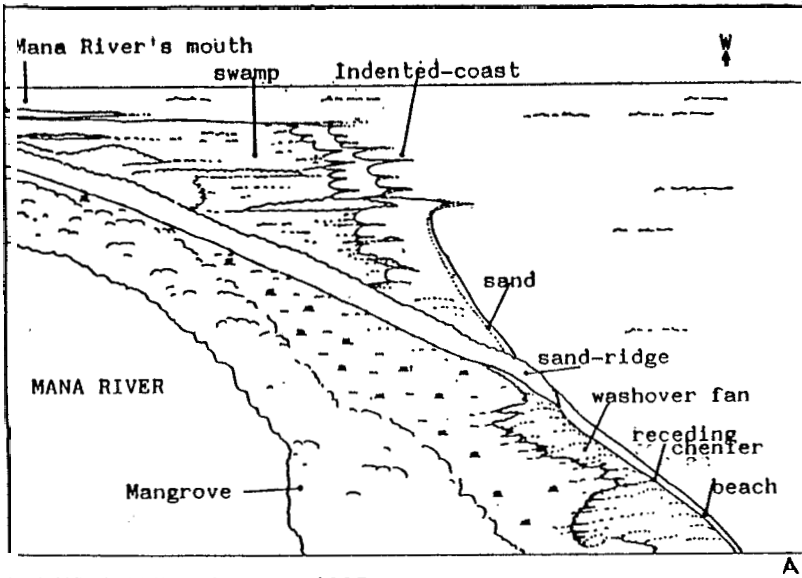 Mana River's mouth
W
swamp
Indented-coast
sand
sand-ridge
MANA RIVER
washover fan
receding
chenier
Mangrove
beach
A